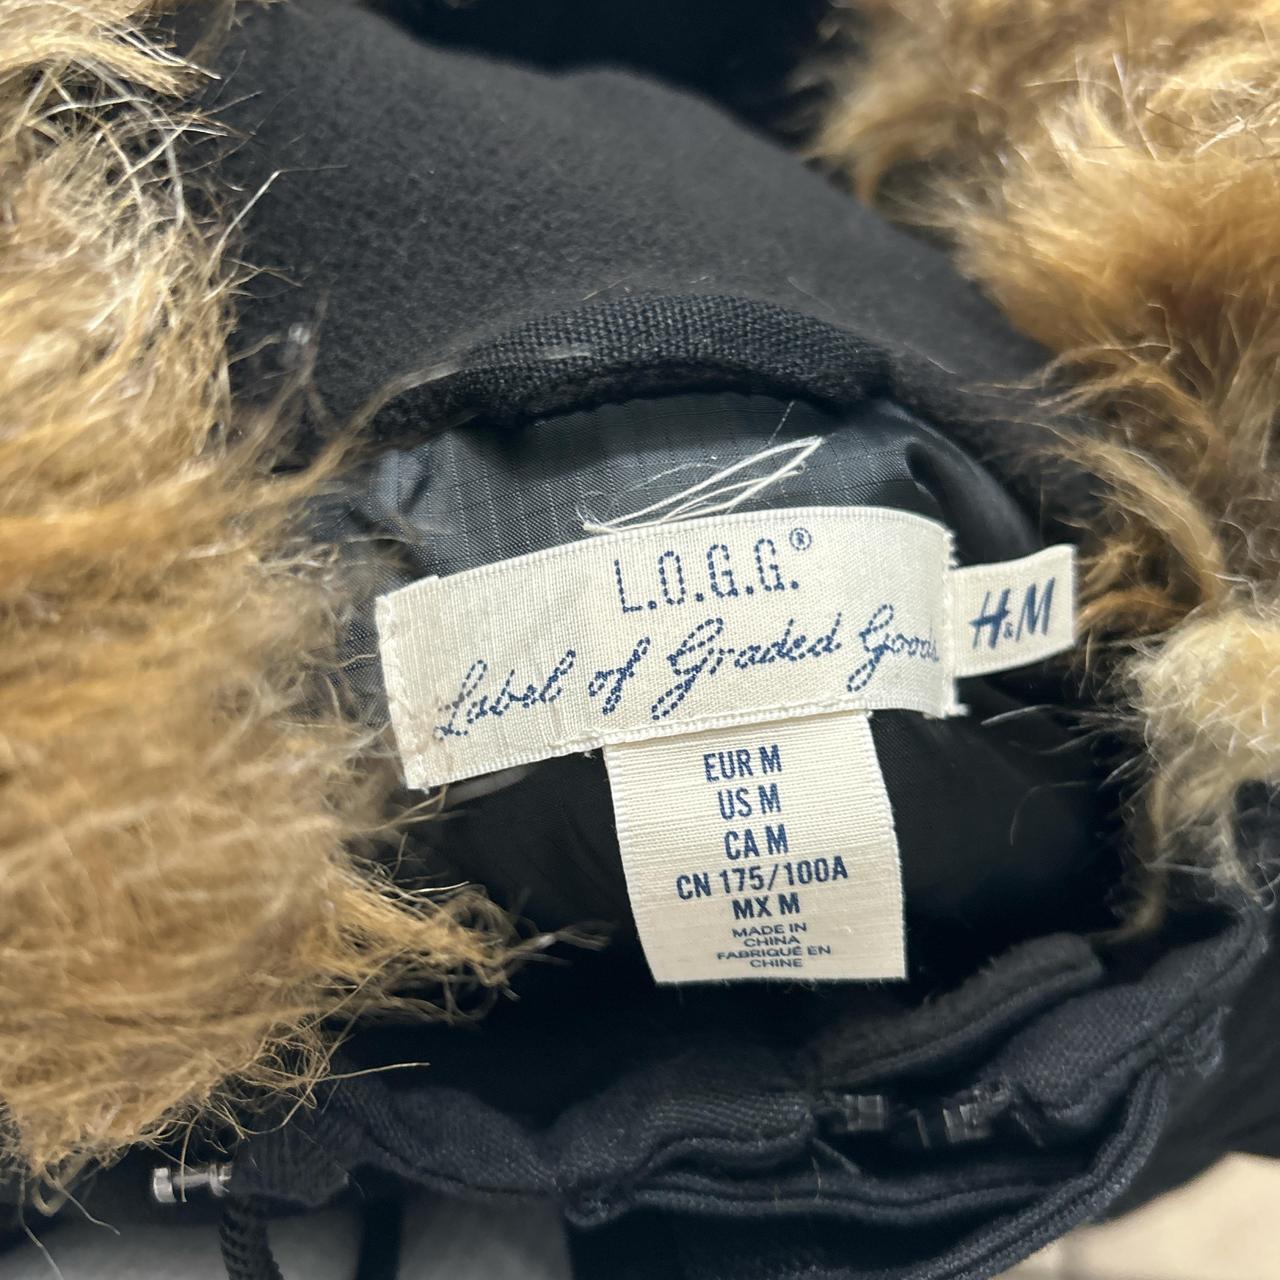 L.O.G.G.®
Label of Graded Goods
H&M
EUR M
US M
CA M
CN 175/100A
MX M
MADE IN
CHINA
FABRIQUÉ EN
CHINE